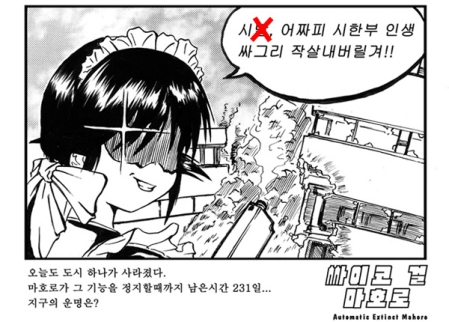 시, 어짜피 시한부 인생
싸그리 작살내버릴겨!!
오늘도 도시 하나가 사라졌다.
마호로가 그 기능을 정지할때까지 남은시간 231일...
지구의 운명은?
싸이코 걸
마호로
Automatic Extinct Mahoro